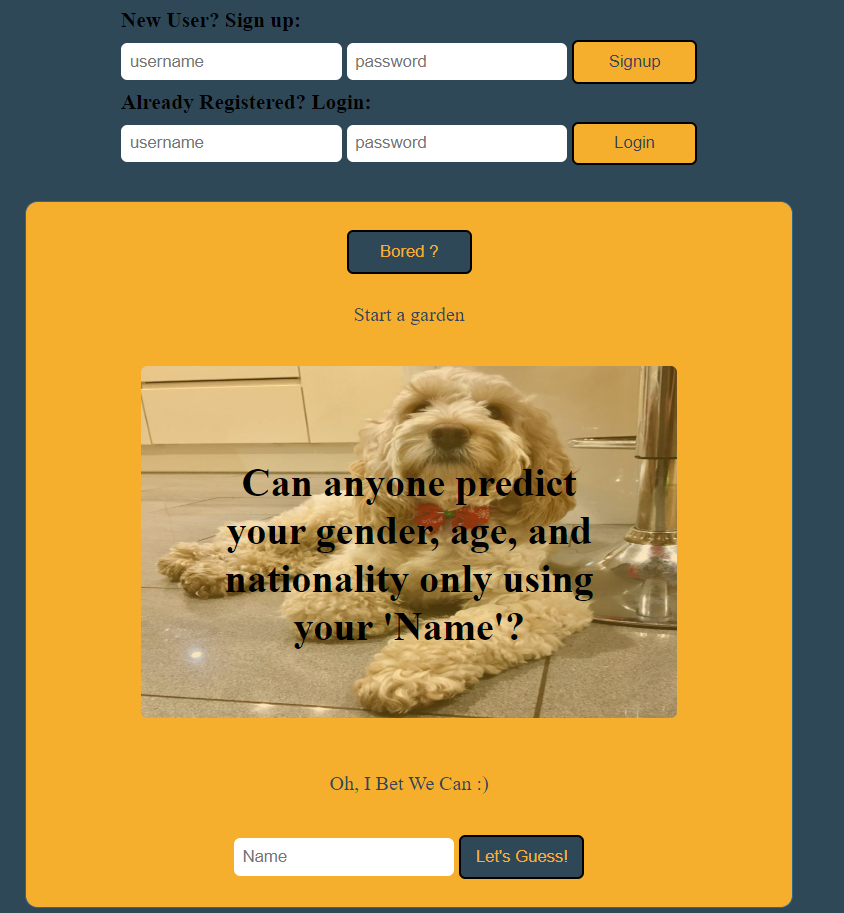 New User? Sign up:
username password Signup
Already Registered? Login:
username password Login
Bored ?
Start a garden
Can anyone predict
your gender, age, and
nationality only using
your 'Name'?
Oh, I Bet We Can :)
Name Let's Guess!